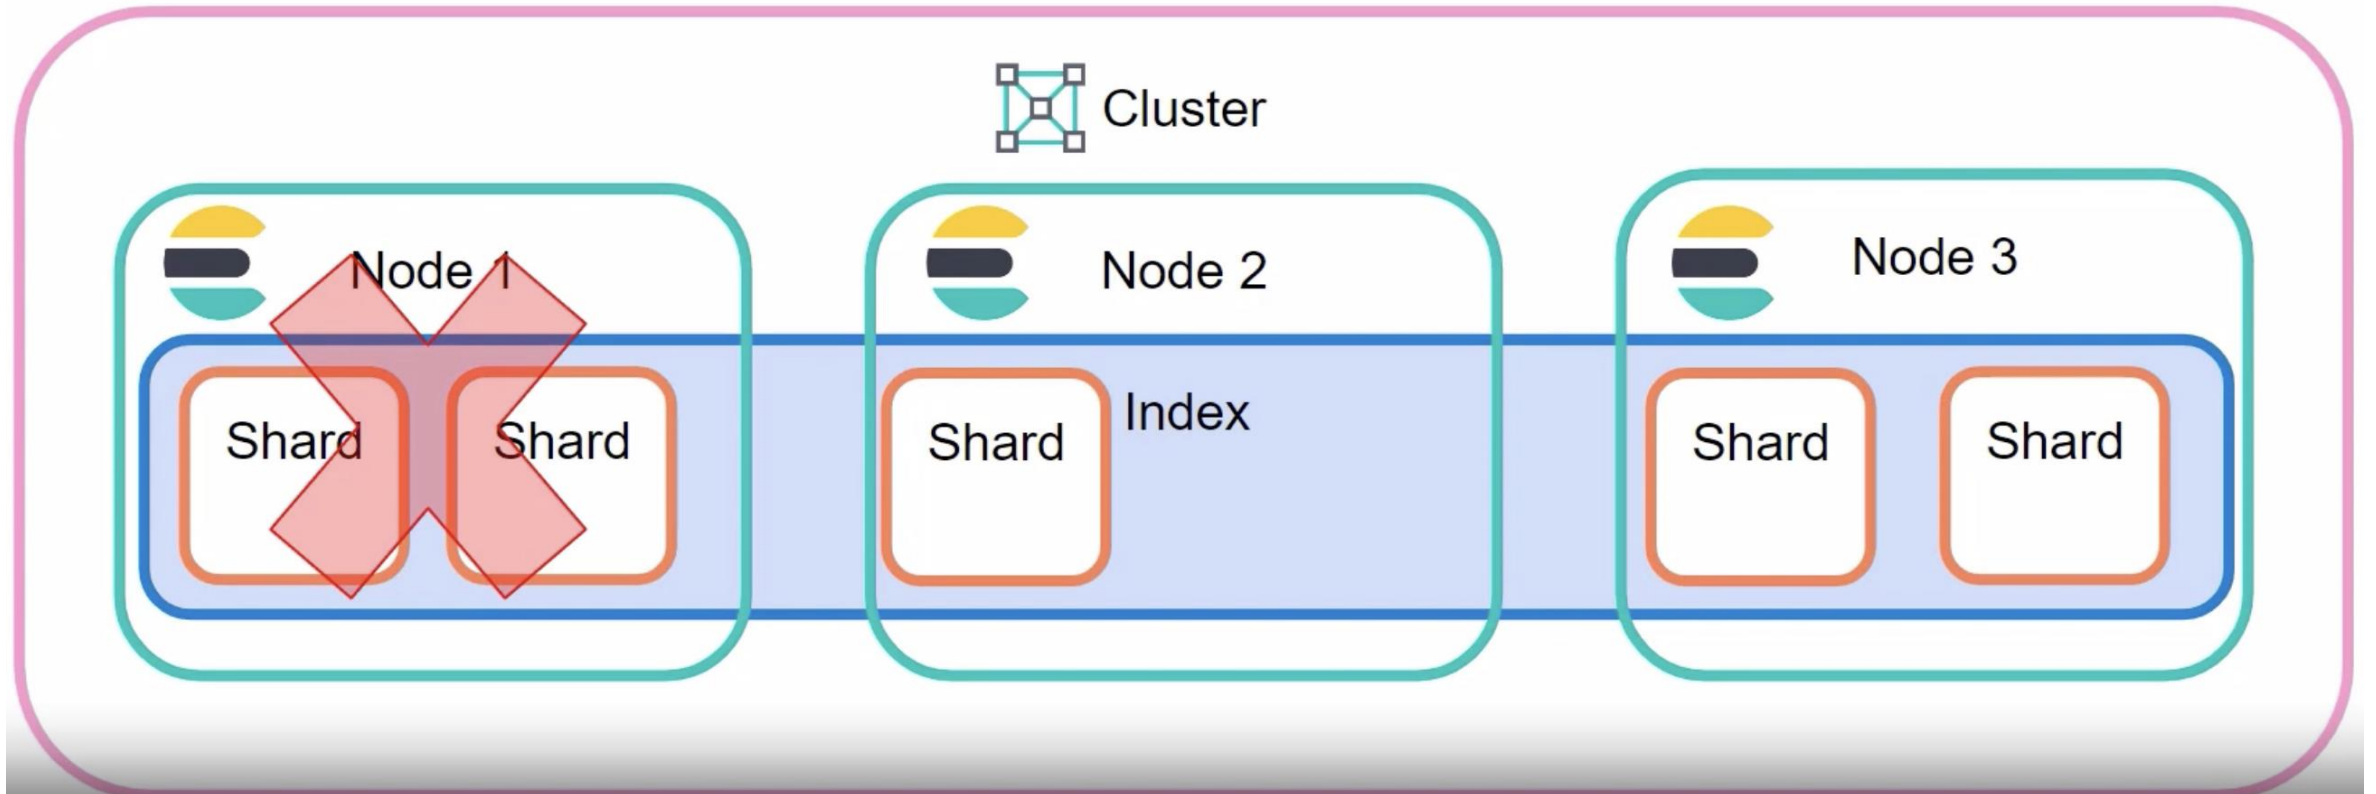 Cluster
Node 1
Node 2
Node 3
Shard
Shard
Shard
Index
Shard
Shard